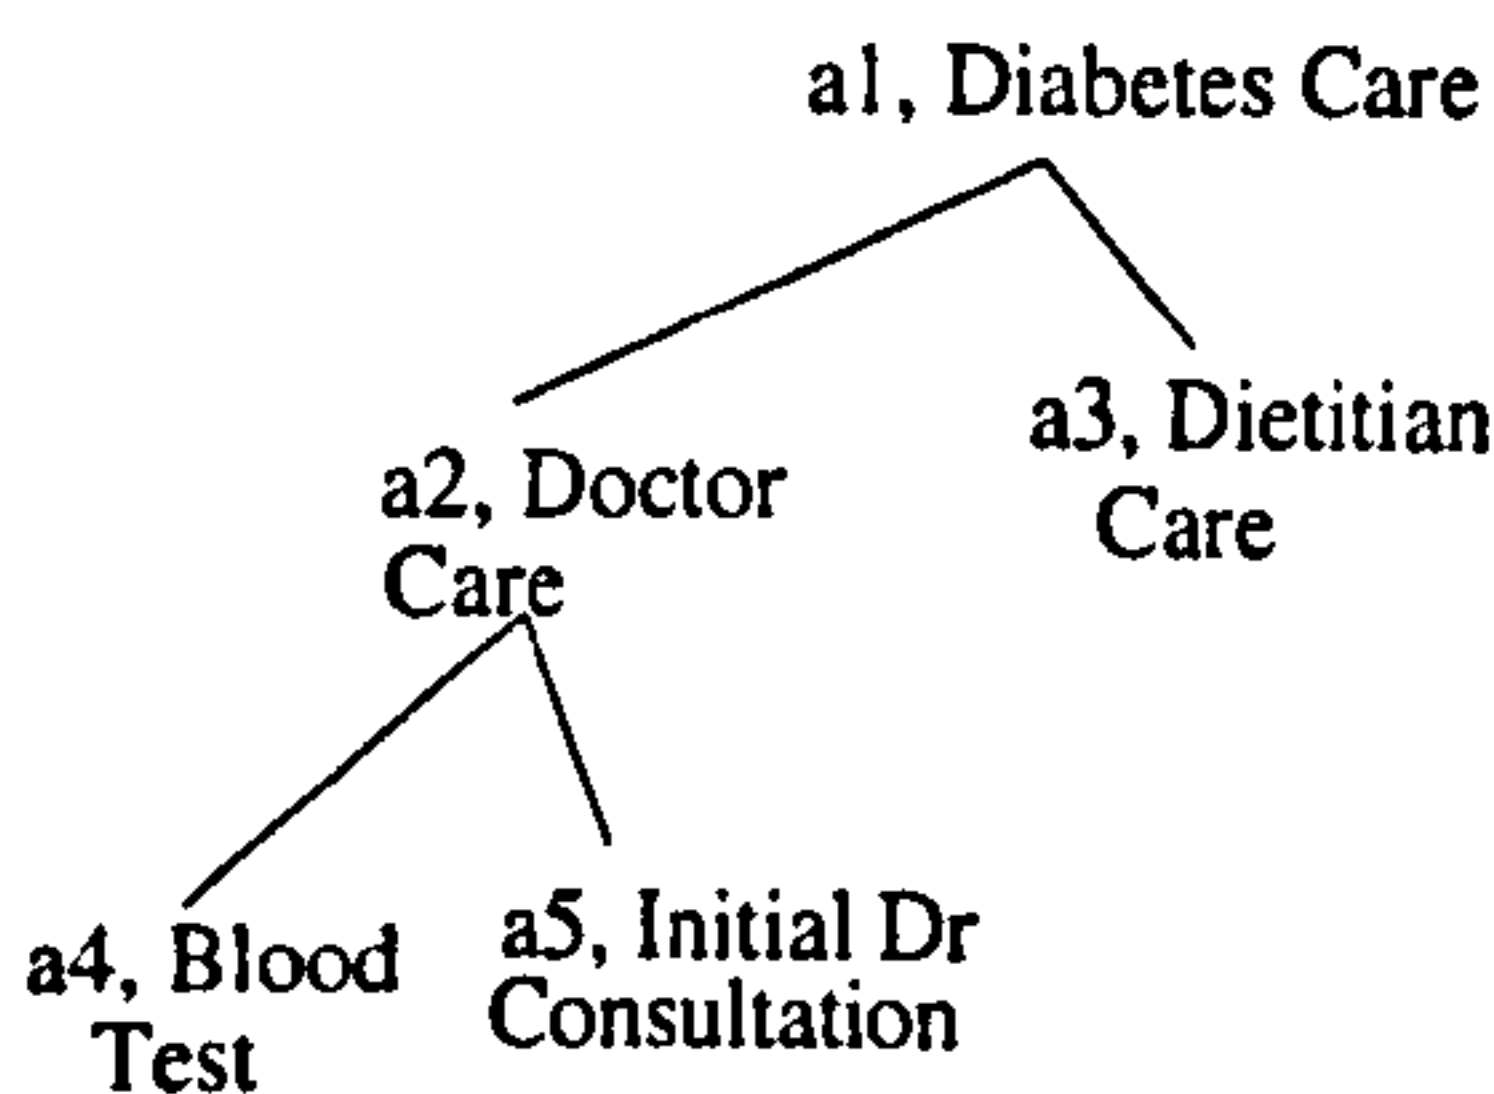 a1, Diabetes Care
a3, Dietitian
Care
a2, Doctor
Care
a4, Blood
Test
a5, Initial Dr
Consultation